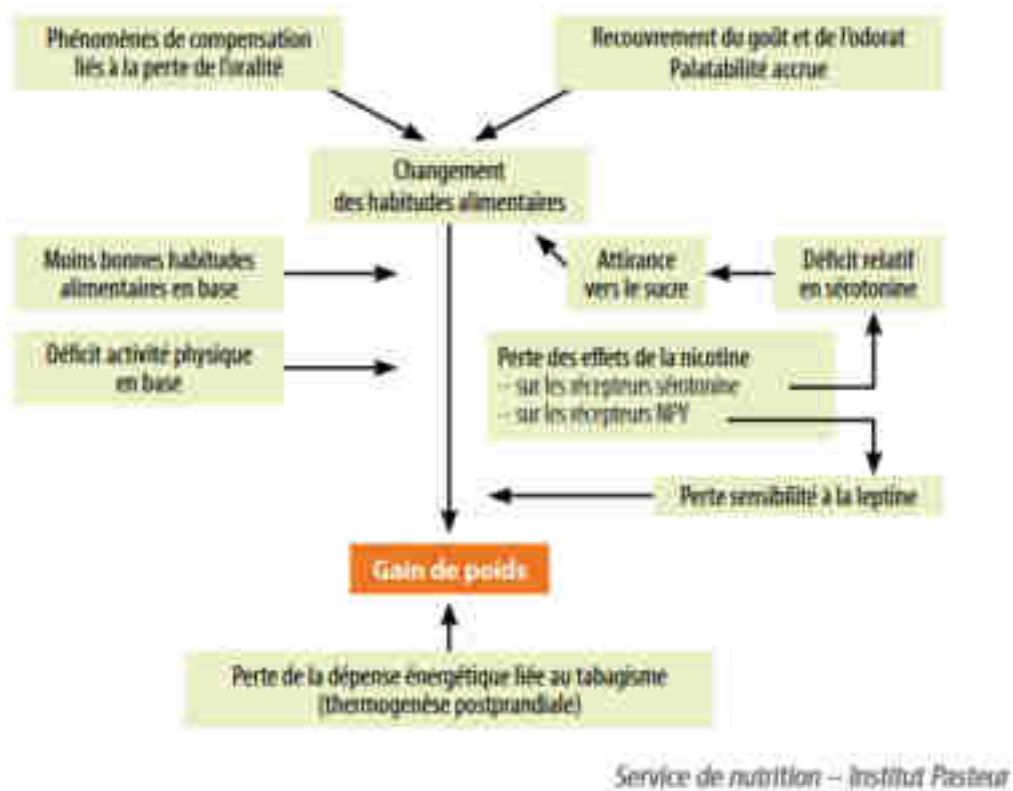 Phénomènes de compensation
liés à la perte de l'oralité
Recouvrement du goût et de l'odorat
Palatabilité accrue
Changement
des habitudes alimentaires
Moins bonnes habitudes
alimentaires en base
Attirance
vers le sucre
Déficit relatif
en sérotonine
Déficit activité physique
en base
Perte des effets de la nicotine
– sur les récepteurs sérotonine
– sur les récepteurs NPY
Perte sensibilité à la leptine
Gain de poids
Perte de la dépense énergétique liée au tabagisme
(thermogenèse postprandiale)
Service de nutrition – Institut Pasteur